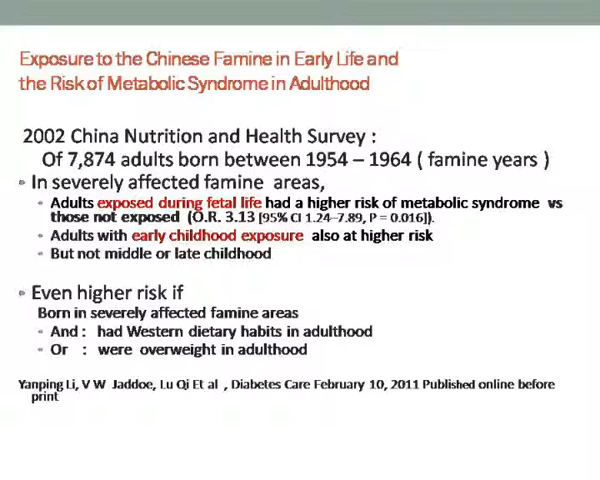 Exposure to the Chinese Famine in Early Life and
the Risk of Metabolic Syndrome in Adulthood
2002 China Nutrition and Health Survey :
Of 7,874 adults born between 1954 – 1964 ( famine years )
In severely affected famine areas,
Adults exposed during fetal life had a higher risk of metabolic syndrome vs
those not exposed (O.R. 3.13 [95% CI 1.24–7.89, P = 0.016]).
Adults with early childhood exposure also at higher risk
But not middle or late childhood
Even higher risk if
Born in severely affected famine areas
And : had Western dietary habits in adulthood
Or : were overweight in adulthood
Yanping Li, V W Jaddoe, Lu Qi Et al , Diabetes Care February 10, 2011 Published online before
print